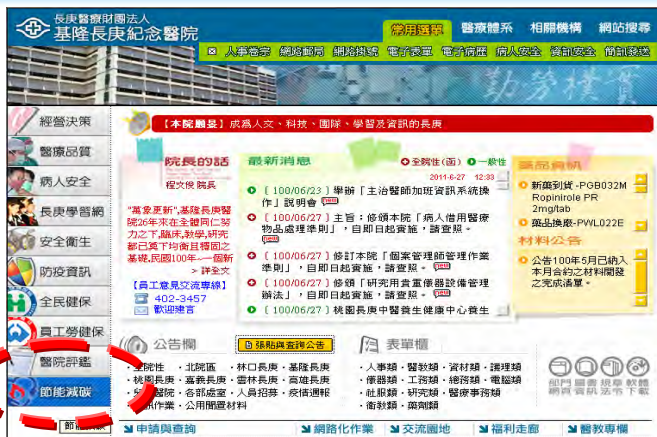 長庚醫療財團法人
基隆長庚紀念醫院
常用選單 醫療體系 相關機構 網站搜尋
人事卷宗 網路郵局 網路掛號 電子表單 電子病歷 病人安全 資訊安全 簡訊發送
勤勞樸實
經營決策
醫療品質
病人安全
長庚學習網
安全衛生
防疫資訊
全民健保
員工勞健保
醫院評鑑
節能減碳
【本院願景】成為人文、科技、團隊、學習及資訊的長庚
院長的話
程文俊 院長
"萬象更新",基隆長庚醫
院26年來在全體同仁努
力之下,臨床,教學,研究
都已奠下均衡且穩固之
基礎.民國100年--一個新
> 詳全文
【員工意見交流專線】
402-3457
歡迎建言
最新消息 全院性(函) 一般性
2011-6-27 12:33
［100/06/23］舉辦「主治醫師加班資訊系統操
作」說明會
［100/06/27］主旨：修頒本院「病人借用醫療
物品處理準則」，自即日起實施，請查照。
［100/06/27］修訂本院「個案管理師管理作業
準則」，自即日起實施，請查照。
［100/06/27］修頒「研究用貴重儀器設備管理
辦法」，自即日起實施，請查照。
［100/06/27］桃園長庚中醫養生健康中心養生
藥品資訊
新藥到貨-PGB032M
Ropinirole PR
2mg/tab
藥品換廠-PWL022E
材料公告
公告100年5月已納入
本月合約之材料開發
之完成清單。
公告欄 張貼與查詢公告
‧北院區 ‧林口長庚‧基隆長庚
‧嘉義長庚‧雲林長庚‧高雄長庚
‧各部處室‧人員招募‧疫情週報
‧公用閒置材料
表單櫃
‧人事類‧醫教類‧資材類‧護理類
‧儀器類‧工務類‧總務類‧電腦類
‧社服類‧研究類‧醫療事務類
‧衛教類‧藥劑類
部門 圖書 規章 軟體
網頁 資訊 法令 下載
申請與查詢 網路化作業 交流園地 福利走廊 醫教專欄